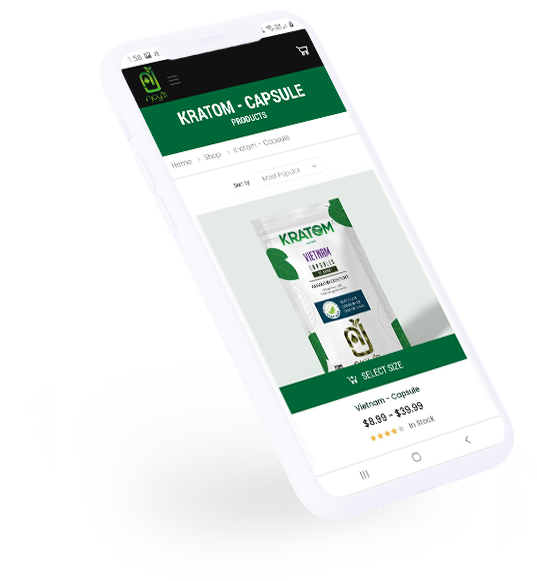 1:58
KRATOM - CAPSULE
PRODUCTS
Home > Shop > Kratom - Capsule
Sort by Most Popular
KRATOM
VIETNAM
CAPSULES
SELECT SIZE
Vietnam - Capsule
$8.99 - $39.99
In Stock